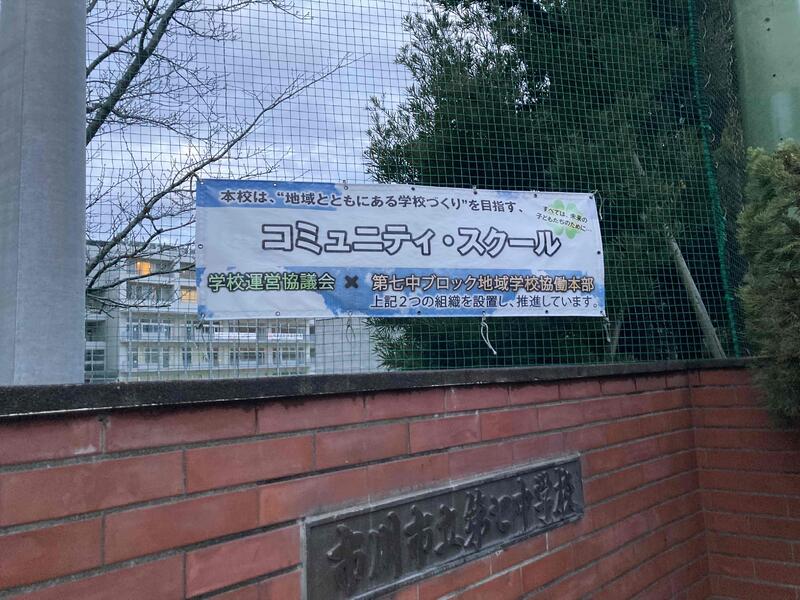 本校は、“地域とともにある学校づくり”を目指す、
すべては、未来の
子どもたちのために…
コミュニティ・スクール
学校運営協議会 × 第七中ブロック地域学校協働本部
上記2つの組織を設置し、推進しています。
市川市立第七中学校